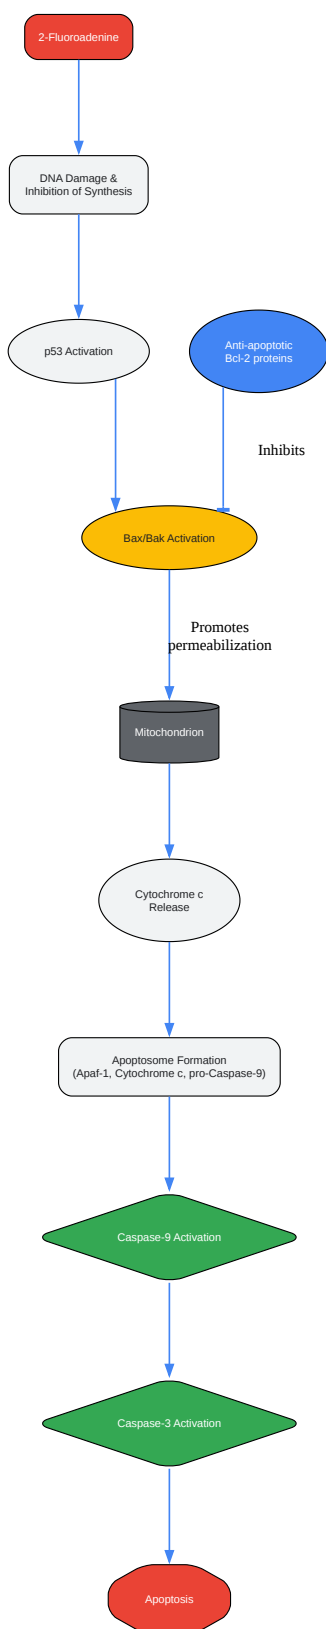 2-Fluoroadenine
DNA Damage &
Inhibition of Synthesis
p53 Activation
Anti-apoptotic
Bcl-2 proteins
Inhibits
Bax/Bak Activation
Promotes
permeabilization
Mitochondrion
Cytochrome c
Release
Apoptosome Formation
(Apaf-1, Cytochrome c, pro-Caspase-9)
Caspase-9 Activation
Caspase-3 Activation
Apoptosis